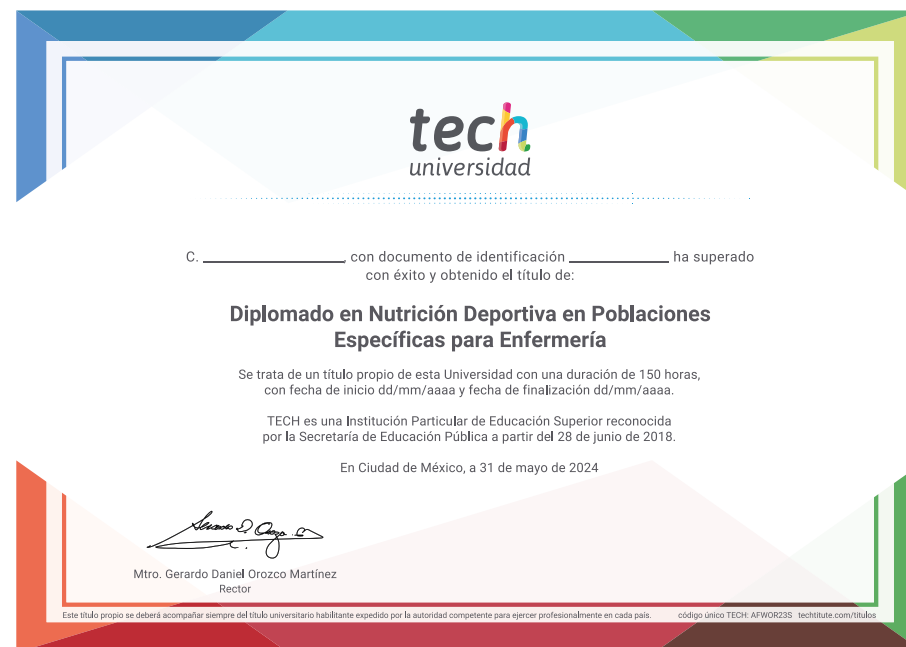 tech
universidad
C. ____________, con documento de identificación ____________ ha superado
con éxito y obtenido el título de:
Diplomado en Nutrición Deportiva en Poblaciones
Específicas para Enfermería
Se trata de un título propio de esta Universidad con una duración de 150 horas,
con fecha de inicio dd/mm/aaaa y fecha de finalización dd/mm/aaaa.
TECH es una Institución Particular de Educación Superior reconocida
por la Secretaría de Educación Pública a partir del 28 de junio de 2018.
En Ciudad de México, a 31 de mayo de 2024
Mtro. Gerardo Daniel Orozco Martínez
Rector
Este título propio se deberá acompañar siempre del título universitario habilitante expedido por la autoridad competente para ejercer profesionalmente en cada país. código único TECH: AFWOR23S techtitute.com/titulos